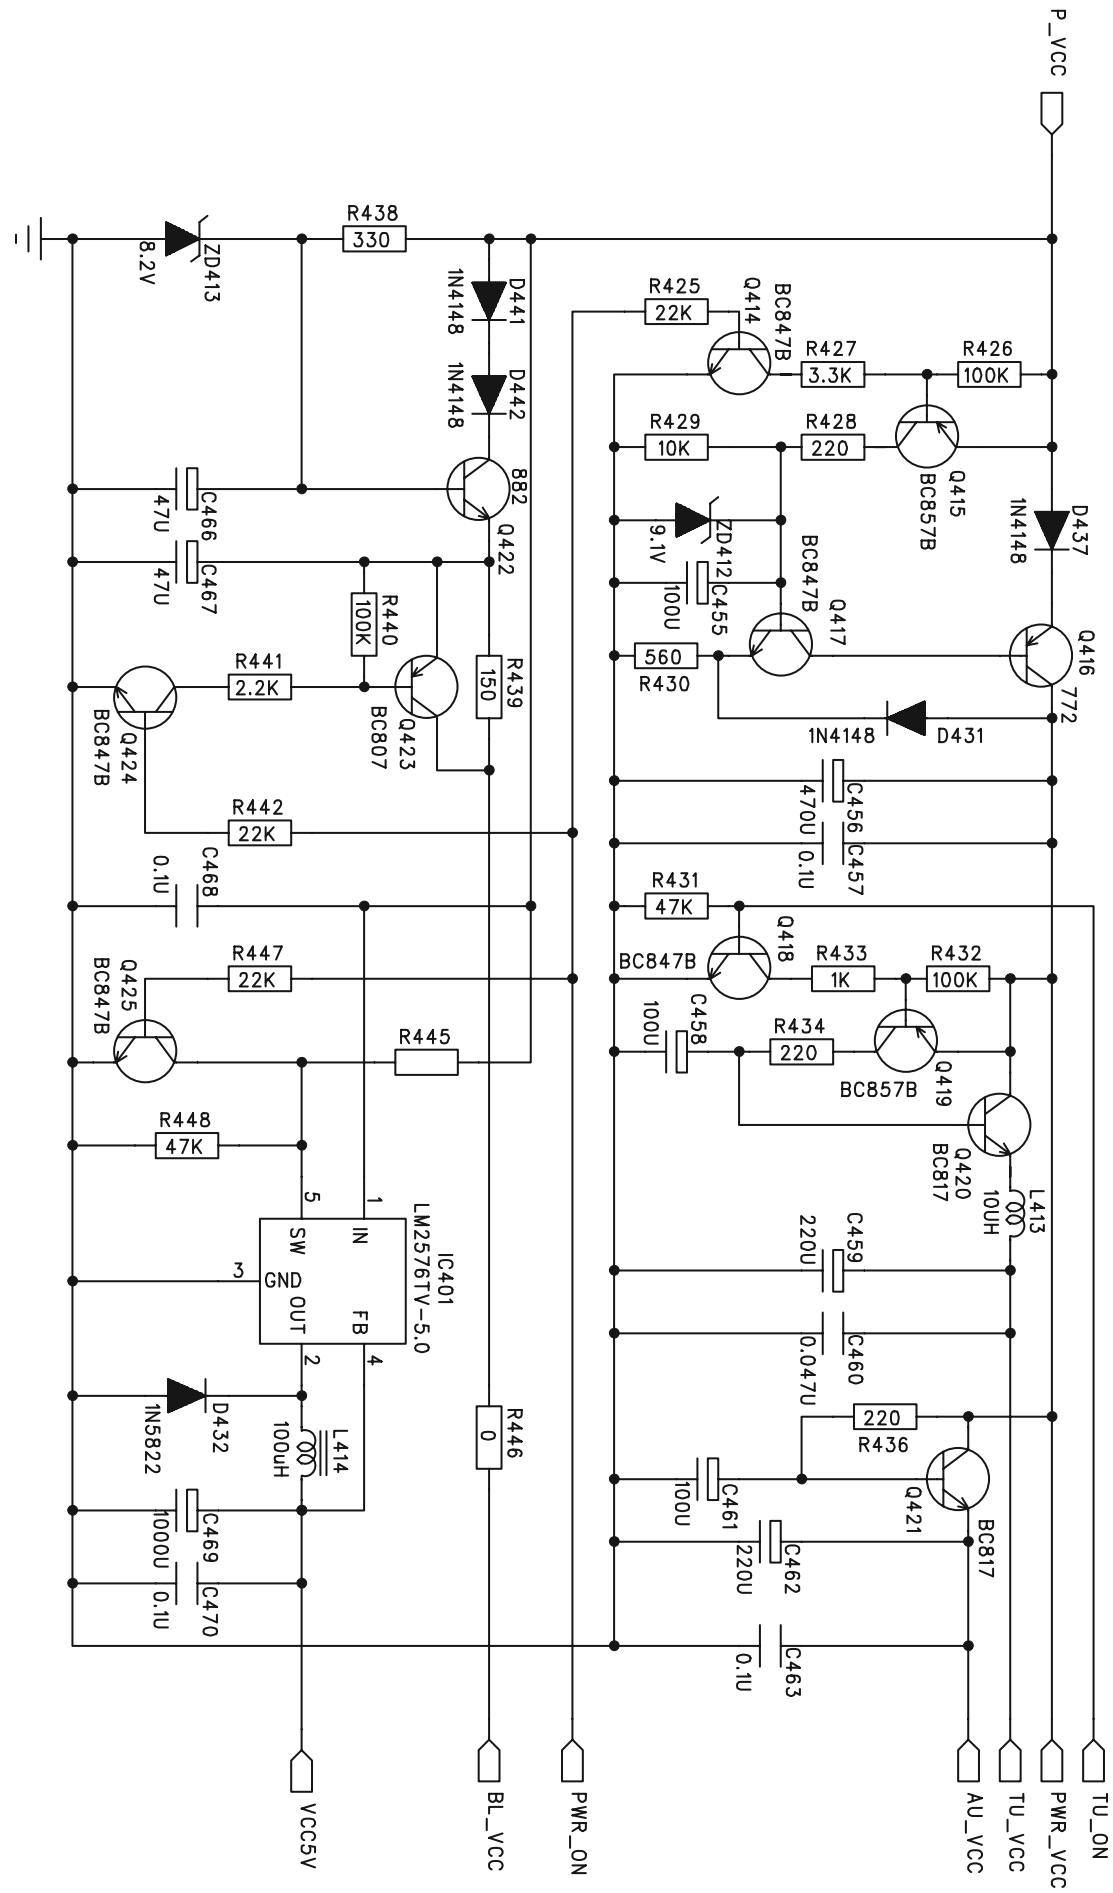 P_VCC
R438
330
ZD413
8.2V
D441
1N4148
D442
1N4148
R425
22K
Q414
BC847B
R427
3.3K
R426
100K
R429
10K
R428
220
Q415
BC857B
D437
1N4148
882
Q422
C466
47U
C467
47U
ZD412
9.1V
C455
100U
BC847B
Q417
Q416
772
R440
100K
R441
2.2K
R439
150
Q423
BC807
Q424
BC847B
560
R430
1N4148
D431
R442
22K
C456
470U
C457
0.1U
C468
0.1U
R431
47K
Q418
BC847B
R433
1K
R432
100K
R447
22K
Q425
BC847B
R445
C458
100U
R434
220
Q419
BC857B
Q420
BC817
L413
10UH
R448
47K
5
1
SW
IN
3
GND
OUT
FB
2
4
IC401
LM2576TV-5.0
C459
220U
C460
0.047U
D432
1N5822
L414
100uH
R446
0
220
R436
Q421
BC817
C461
100U
C462
220U
C469
1000U
C470
0.1U
C463
0.1U
VCC5V
BL_VCC
PWR_ON
AU_VCC
TU_VCC
PWR_VCC
TU_ON